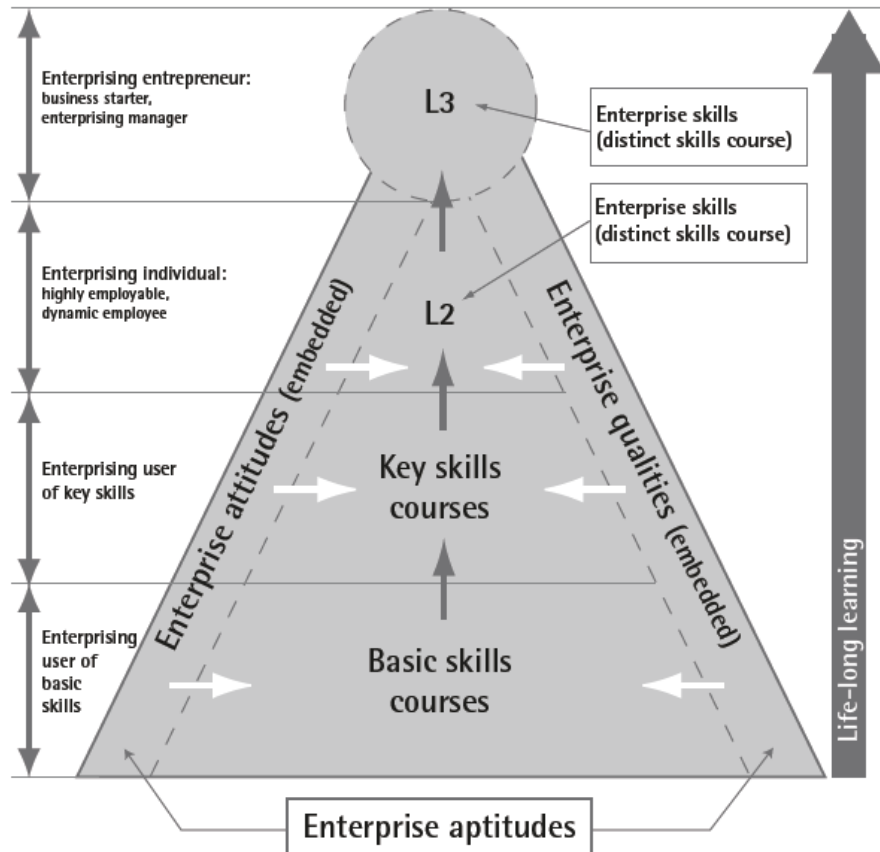 Enterprising entrepreneur:
business starter,
enterprising manager
L3
Enterprise skills
(distinct skills course)
Enterprise skills
(distinct skills course)
Enterprising individual:
highly employable,
dynamic employee
L2
Enterprise attitudes (embedded)
Enterprise qualities (embedded)
Enterprising user
of key skills
Key skills
courses
Enterprising
user of
basic
skills
Basic skills
courses
Life-long learning
Enterprise aptitudes